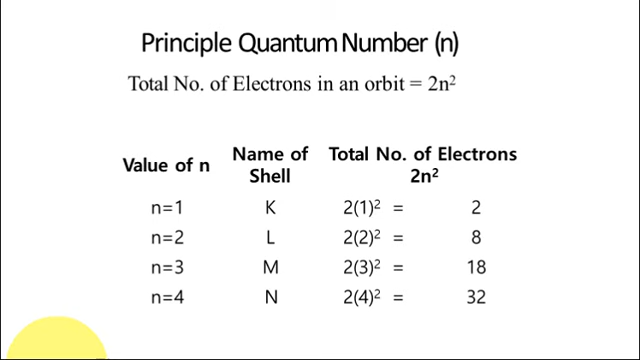 Principle Quantum Number (n)
Total No. of Electrons in an orbit = 2n²
Value of n Name of Shell Total No. of Electrons 2n²
n=1 K 2(1)² = 2
n=2 L 2(2)² = 8
n=3 M 2(3)² = 18
n=4 N 2(4)² = 32